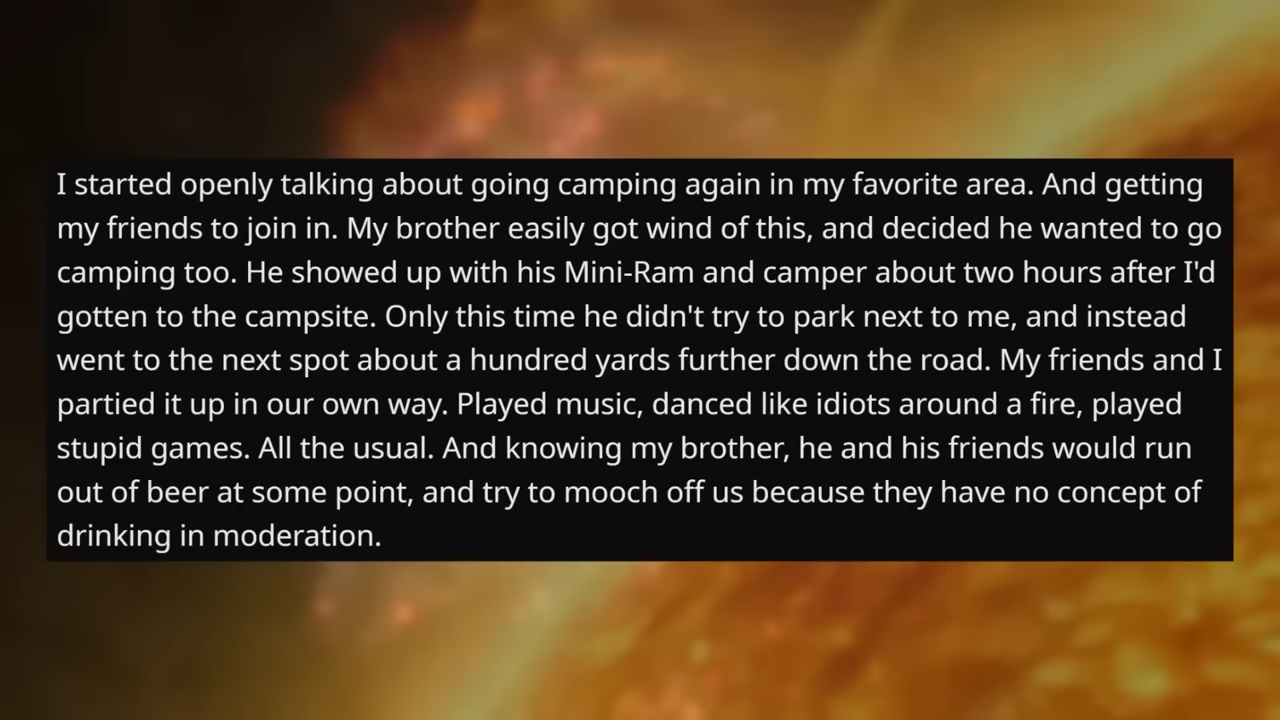 I started openly talking about going camping again in my favorite area. And getting
my friends to join in. My brother easily got wind of this, and decided he wanted to go
camping too. He showed up with his Mini-Ram and camper about two hours after I'd
gotten to the campsite. Only this time he didn't try to park next to me, and instead
went to the next spot about a hundred yards further down the road. My friends and I
partied it up in our own way. Played music, danced like idiots around a fire, played
stupid games. All the usual. And knowing my brother, he and his friends would run
out of beer at some point, and try to mooch off us because they have no concept of
drinking in moderation.